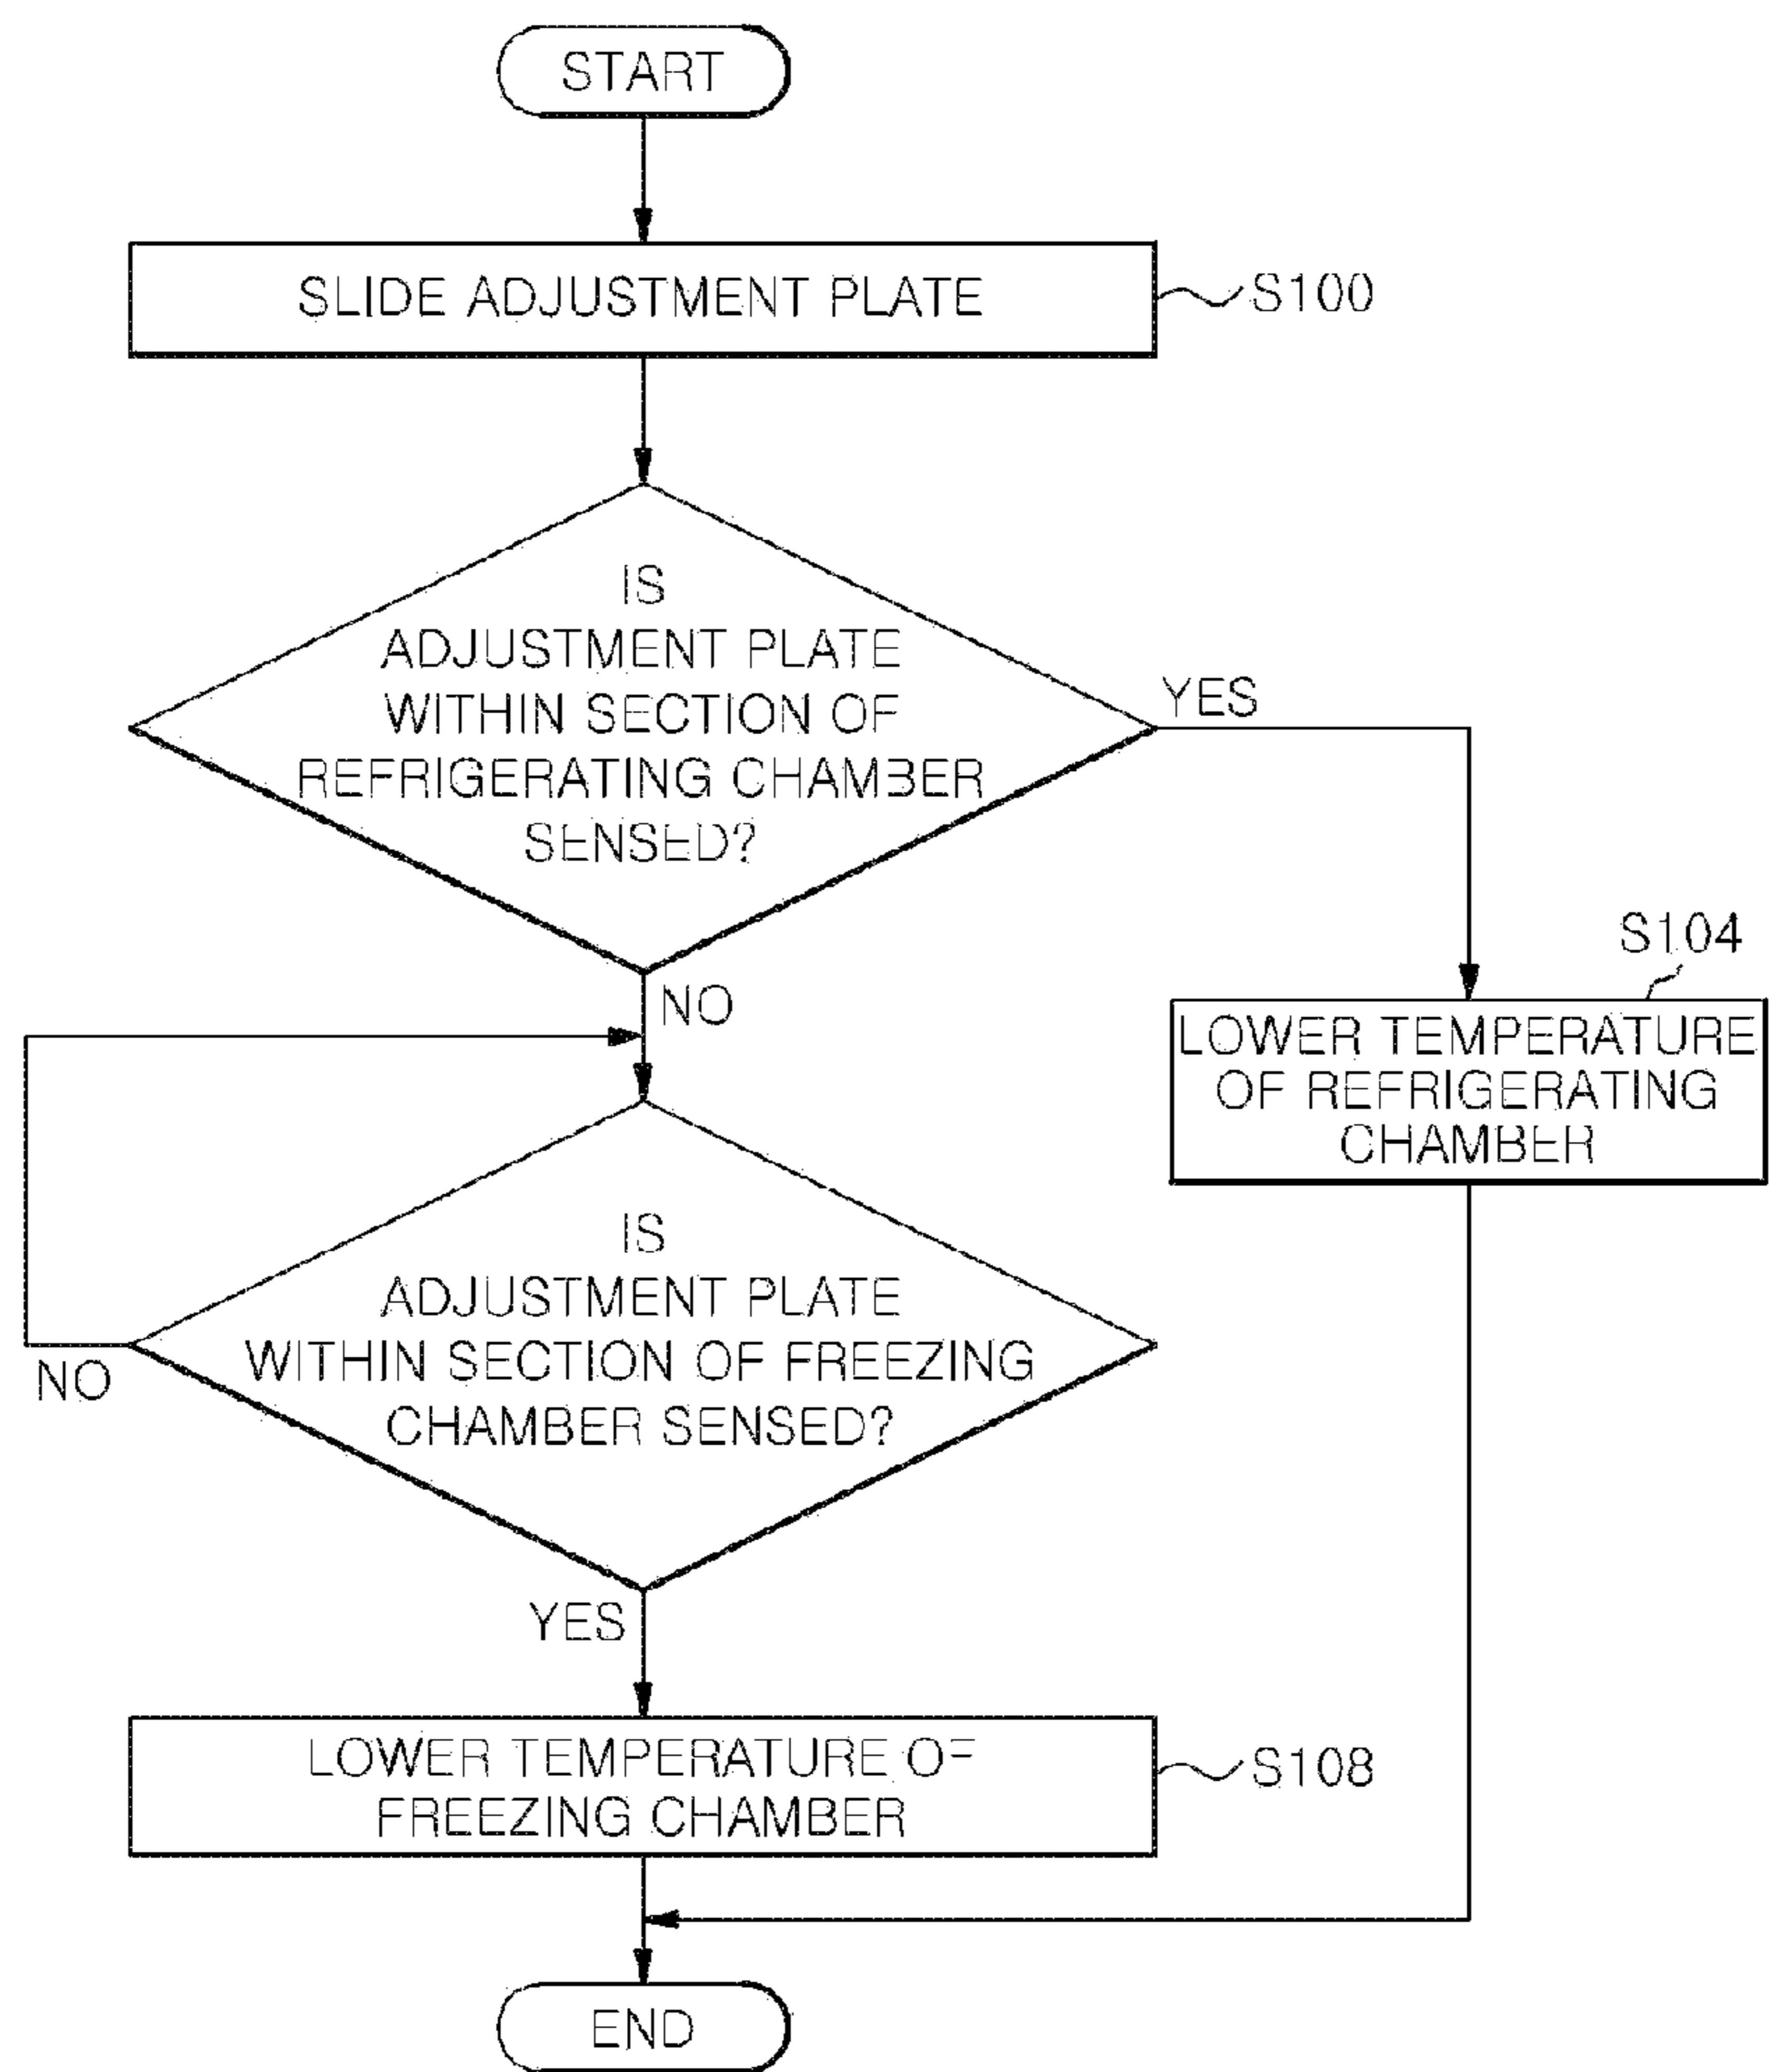 START
SLIDE ADJUSTMENT PLATE
S100
IS
ADJUSTMENT PLATE
WITHIN SECTION OF
REFRIGERATING CHAMBER
SENSED?
YES
NO
S104
LOWER TEMPERATURE
OF REFRIGERATING
CHAMBER
IS
ADJUSTMENT PLATE
WITHIN SECTION OF FREEZING
CHAMBER SENSED?
NO
YES
LOWER TEMPERATURE OF
FREEZING CHAMBER
S108
END